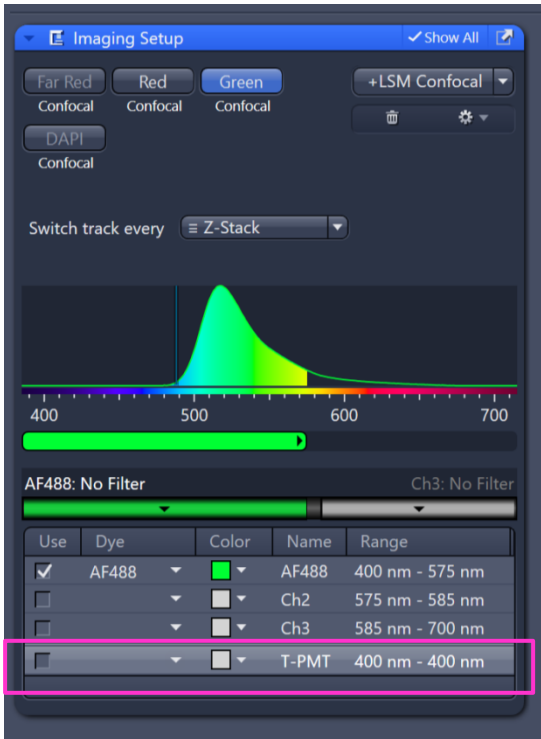 Imaging Setup
Show All
Far Red Red Green +LSM Confocal
Confocal Confocal Confocal
DAPI
Confocal
Switch track every Z-Stack
400 500 600 700
AF488: No Filter Ch3: No Filter
Use Dye Color Name Range
AF488 AF488 400 nm - 575 nm
Ch2 575 nm - 585 nm
Ch3 585 nm - 700 nm
T-PMT 400 nm - 400 nm